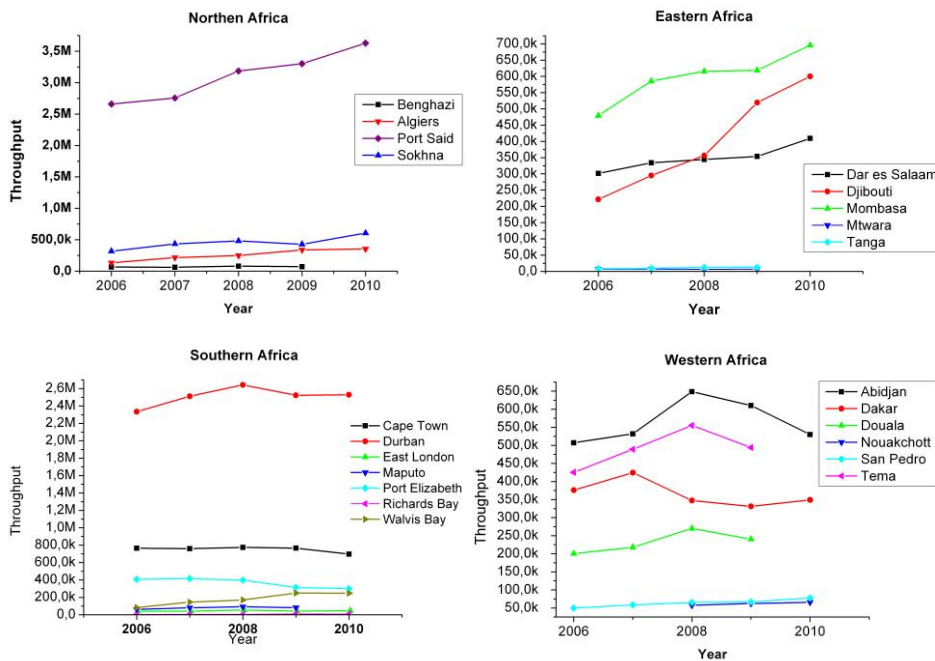 Northen Africa
Throughput
3,5M
3,0M
2,5M
2,0M
1,5M
1,0M
500,0k
0,0
2006 2007 2008 2009 2010
Year
Benghazi
Algiers
Port Said
Sokhna
Eastern Africa
700,0k
600,0k
500,0k
400,0k
350,0k
300,0k
250,0k
200,0k
150,0k
100,0k
50,0k
0,0
2006 2008 2010
Year
Dar es Salaam
Djibouti
Mombasa
Mtwara
Tanga
Southern Africa
Throughput
2,6M
2,4M
2,2M
2,0M
1,8M
1,6M
1,4M
1,2M
1,0M
800,0k
600,0k
400,0k
200,0k
0,0
2006 2008 2010
Year
Cape Town
Durban
East London
Maputo
Port Elizabeth
Richards Bay
Walvis Bay
Western Africa
Throughput
650,0k
600,0k
550,0k
500,0k
450,0k
400,0k
350,0k
300,0k
250,0k
200,0k
150,0k
100,0k
50,0k
2006 2008 2010
Year
Abidjan
Dakar
Douala
Nouakchott
San Pedro
Tema